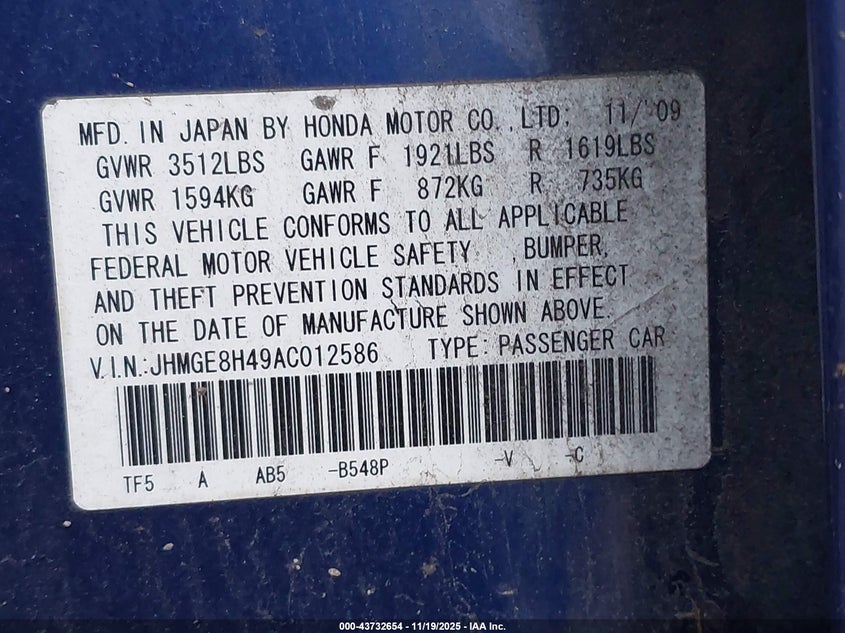 MFD. IN JAPAN BY HONDA MOTOR CO.,LTD. 11/'09
GVWR 3512LBS GAWR F 1921LBS R 1619LBS
GVWR 1594KG GAWR F 872KG R 735KG
THIS VEHICLE CONFORMS TO ALL APPLICABLE
FEDERAL MOTOR VEHICLE SAFETY ,BUMPER,
AND THEFT PREVENTION STANDARDS IN EFFECT
ON THE DATE OF MANUFACTURE SHOWN ABOVE.
V.I.N.:JHMGE8H49AC012586 TYPE:PASSENGER CAR
TF5 A AB5 -B548P -V -C
000-43732654 - 11/19/2025 - IAA Inc.